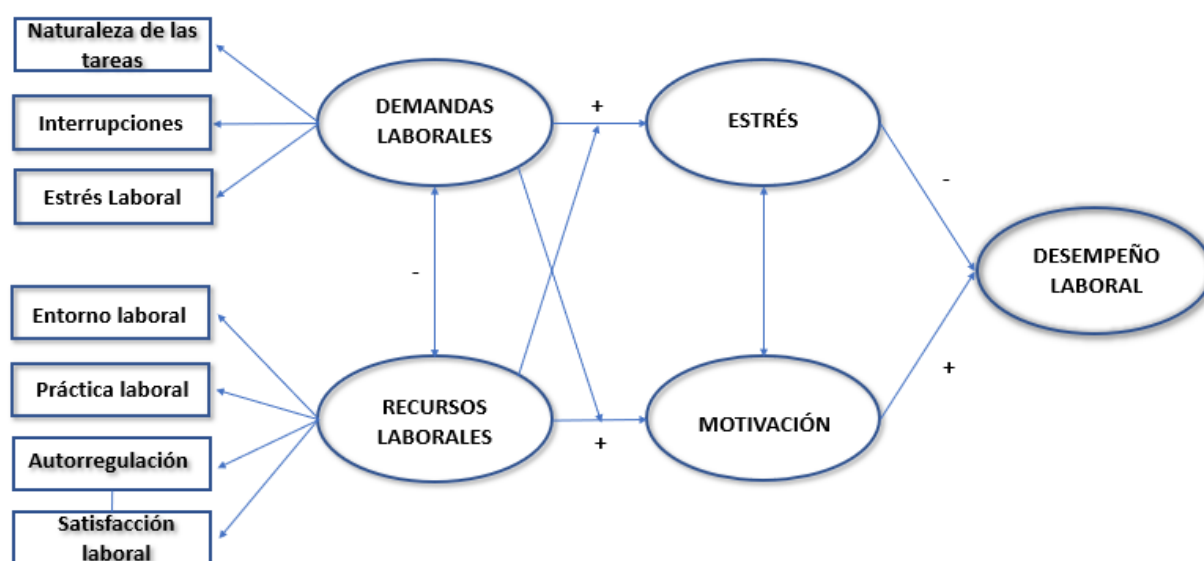 Naturaleza de las
tareas
Interrupciones
Estrés Laboral
Entorno laboral
Práctica laboral
Autorregulación
Satisfacción
laboral
DEMANDAS
LABORALES
-
RECURSOS
LABORALES
+
+
ESTRÉS
MOTIVACIÓN
-
+
DESEMPEÑO
LABORAL